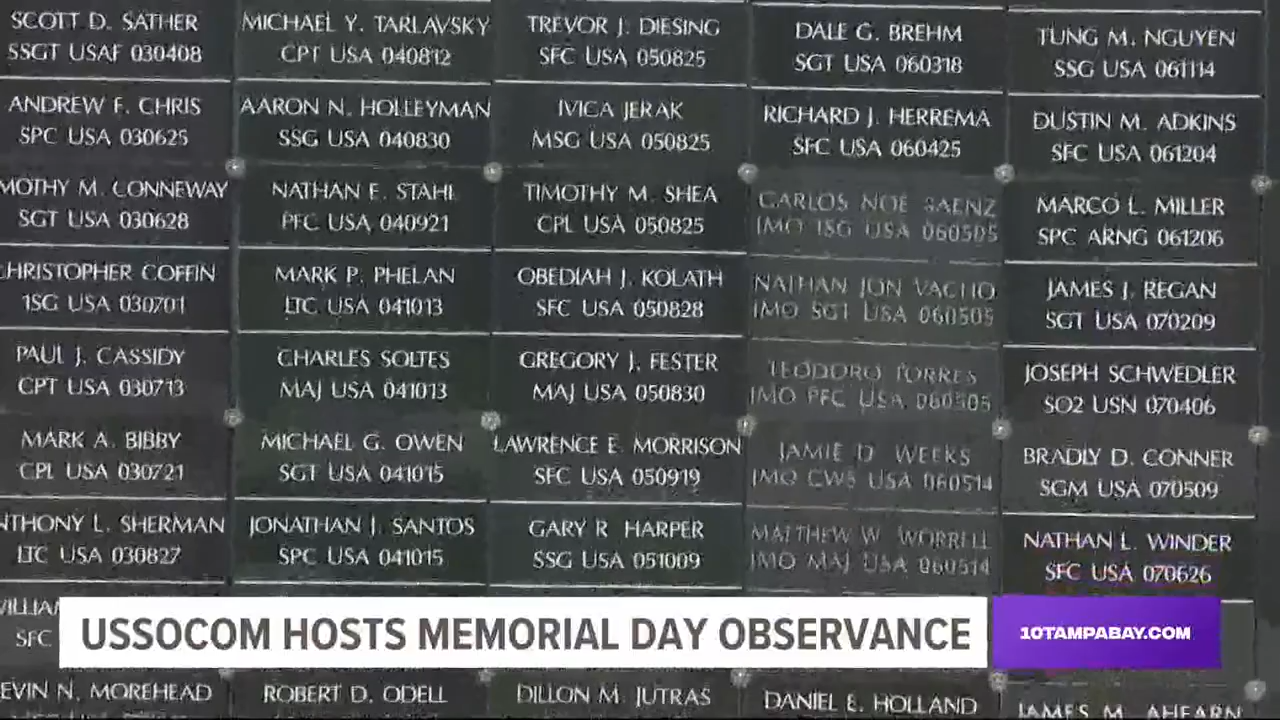 SCOTT D. SATHER
SSGT USAF 030408
ANDREW F. CHRIS
SPC USA 030625
MOTHY M. CONNEWAY
SGT USA 030628
CHRISTOPHER COFFIN
1SG USA 030701
PAUL J. CASSIDY
CPT USA 030713
MARK A. BIBBY
CPL USA 030721
NTHONY L. SHERMAN
LTC USA 030827
SFC
EVIN N. MOREHEAD
MICHAEL Y. TARLAVSKY
CPT USA 040812
AARON N. HOLLEYMAN
SSG USA 040830
NATHAN E. STAHL
PFC USA 040921
MARK P. PHELAN
LTC USA 041013
CHARLES SOLTES
MAJ USA 041013
MICHAEL G. OWEN
SGT USA 041015
JONATHAN J. SANTOS
SPC USA 041015
ROBERT D. ODELL
TREVOR J. DIESING
SFC USA 050825
IVICA JERAK
MSG USA 050825
TIMOTHY M. SHEA
CPL USA 050825
OBEDIAH J. KOLATH
SFC USA 050828
GREGORY J. FESTER
MAJ USA 050830
LAWRENCE E. MORRISON
SFC USA 050919
GARY R HARPER
SSG USA 051009
DILLON M. JUTRAS
DALE G. BREHM
SGT USA 060318
RICHARD J. HERREMA
SFC USA 060425
CARLOS NOE SAENZ
IMO 1SG USA 060505
NATHAN JON VACHO
IMO SGT USA 060505
TEODORO TORRES
IMO PFC USA 060505
JAMIE D WEEKS
IMO CW5 USA 060514
MATTHEW W WORRELL
IMO MAJ USA 060514
DANIEL E. HOLLAND
TUNG M. NGUYEN
SSG USA 061114
DUSTIN M. ADKINS
SFC USA 061204
MARCO L. MILLER
SPC ARNG 061206
JAMES J. REGAN
SGT USA 070209
JOSEPH SCHWEDLER
SO2 USN 070406
BRADLY D. CONNER
SGM USA 070509
NATHAN L. WINDER
SFC USA 070626
JAMES M. AHEARN
USSOCOM HOSTS MEMORIAL DAY OBSERVANCE
10TAMPABAY.COM